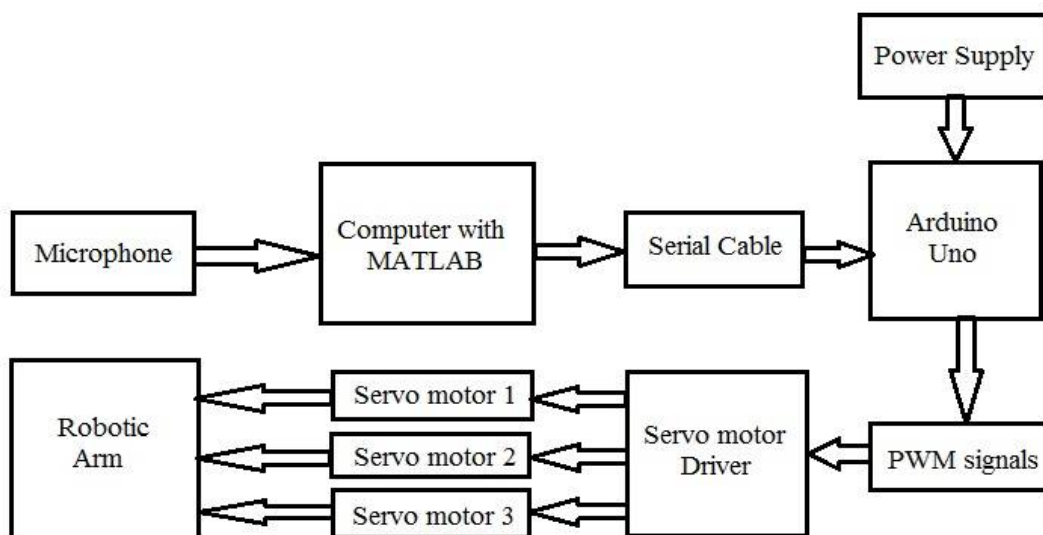 Power Supply
Microphone
Computer with
MATLAB
Serial Cable
Arduino
Uno
Robotic
Arm
Servo motor 1
Servo motor 2
Servo motor 3
Servo motor
Driver
PWM signals